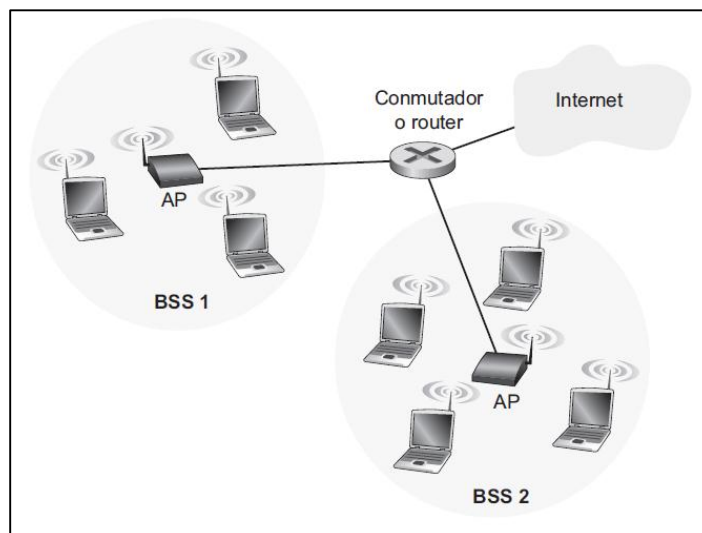 Conmutador
o router
Internet
AP
BSS 1
AP
BSS 2